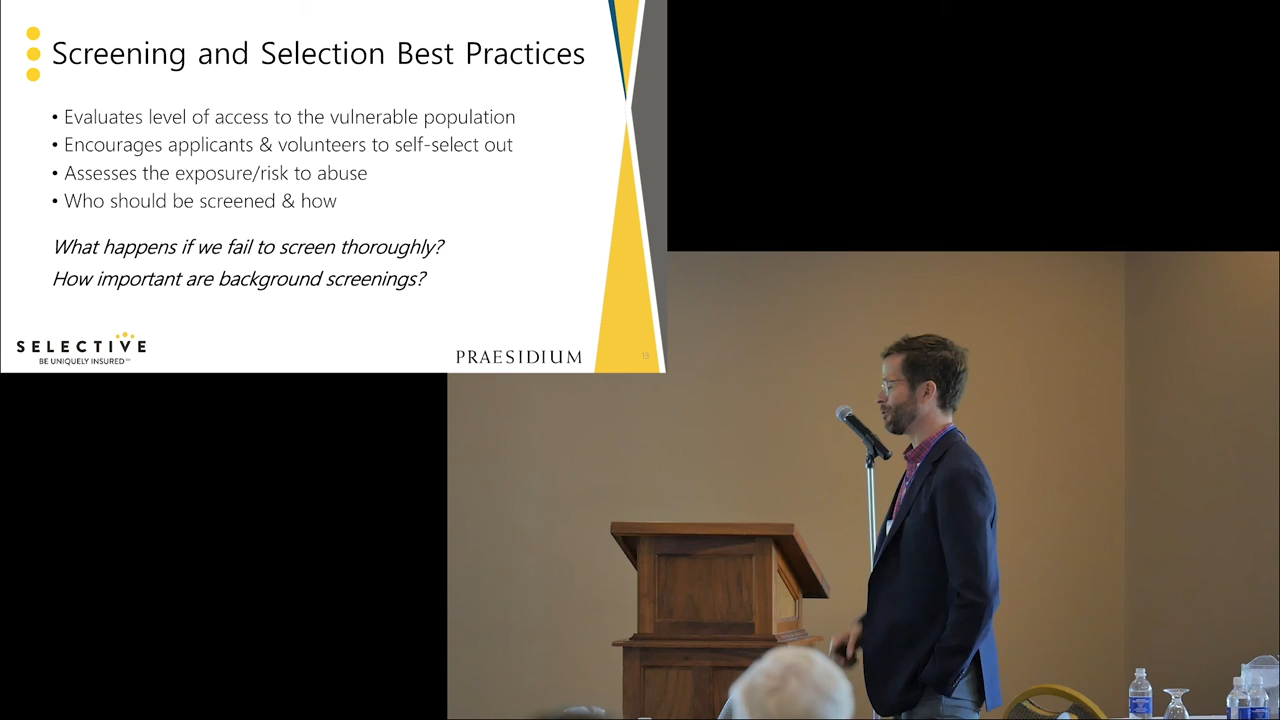 Screening and Selection Best Practices
• Evaluates level of access to the vulnerable population
• Encourages applicants & volunteers to self-select out
• Assesses the exposure/risk to abuse
• Who should be screened & how
What happens if we fail to screen thoroughly?
How important are background screenings?
SELECTIVE
BE UNIQUELY INSURED℠
PRAESIDIUM
13